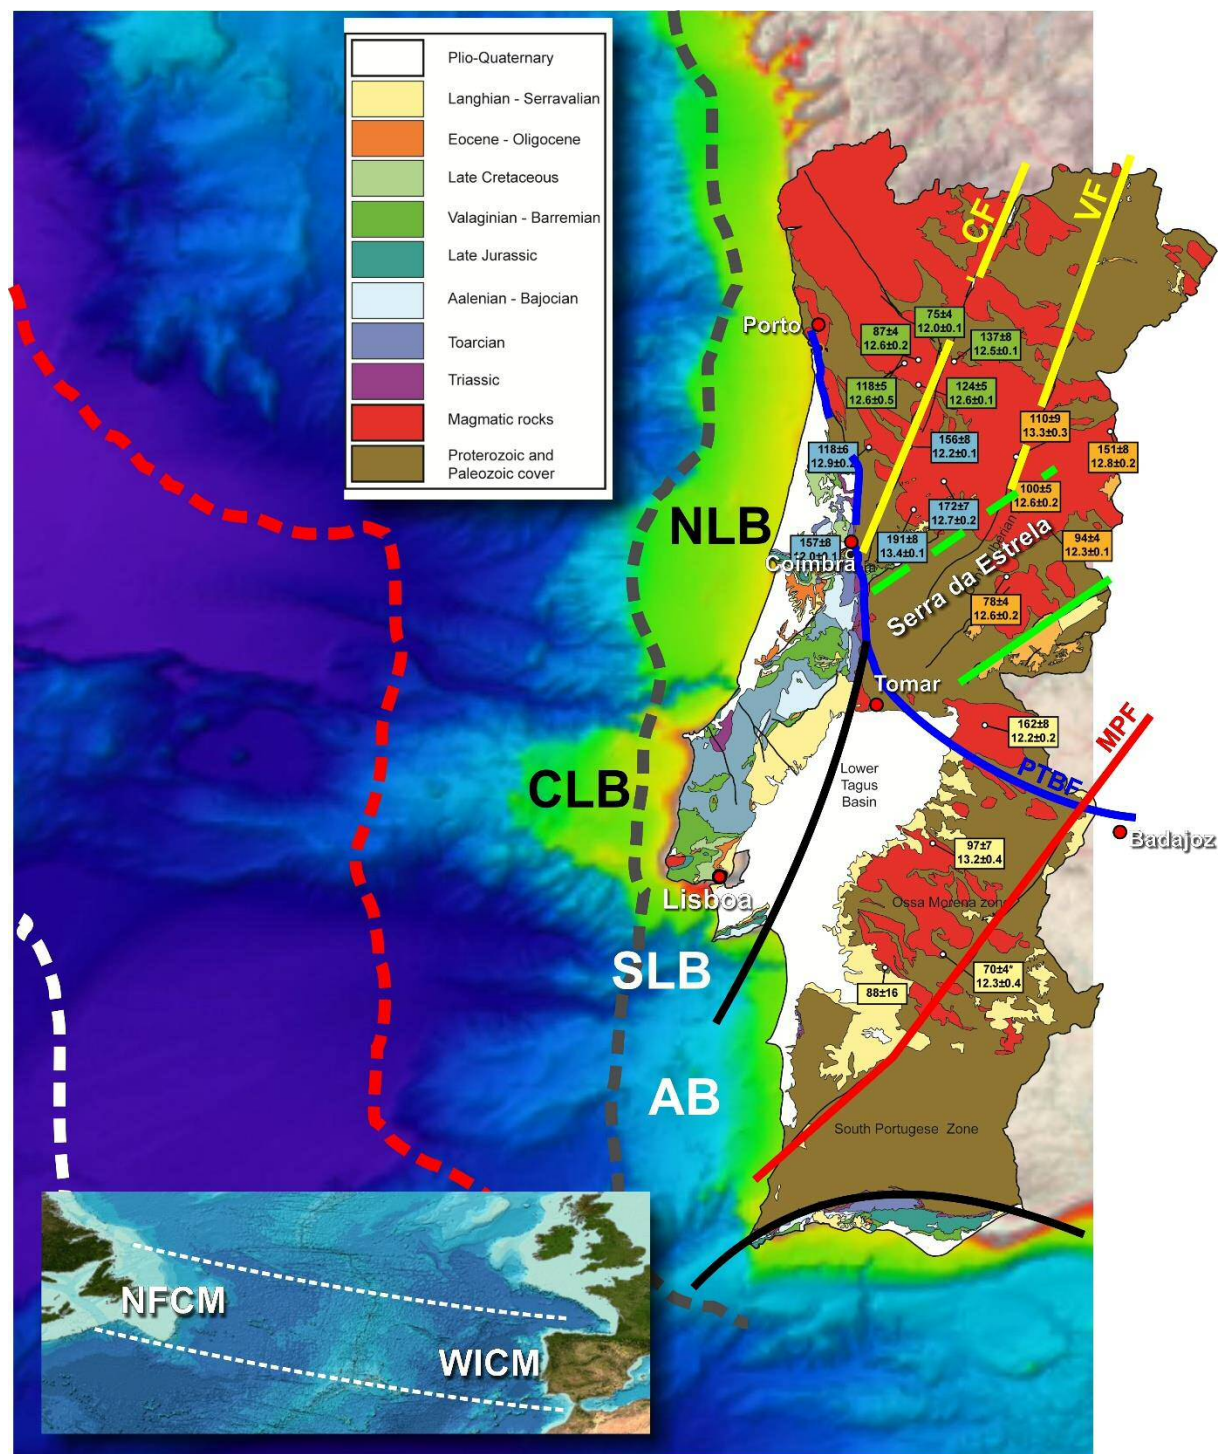 Plio-Quaternary
Langhian - Serravalian
Eocene - Oligocene
Late Cretaceous
Valaginian - Barremian
Late Jurassic
Aalenian - Bajocian
Toarcian
Triassic
Magmatic rocks
Proterozoic and
Paleozoic cover
CF
VF
Porto
87±4
12.6±0.2
75±4
12.0±0.1
137±8
12.5±0.1
118±5
12.6±0.5
124±5
12.6±0.1
110±9
13.3±0.3
118±6
12.9±0.
156±8
12.2±0.1
151±8
12.8±0.2
100±5
12.6±0.2
172±7
12.7±0.2
NLB
157±8
Coimbra
191±8
13.4±0.1
94±4
12.3±0.1
Serra da Estrela
78±4
12.6±0.2
Tomar
162±8
12.2±0.2
MPF
PTBF
CLB
Lower
Tagus
Basin
Badajoz
97±7
13.2±0.4
Lisboa
Ossa Morena zone
SLB
70±4*
12.3±0.4
88±16
AB
South Portugese Zone
NFCM
WICM